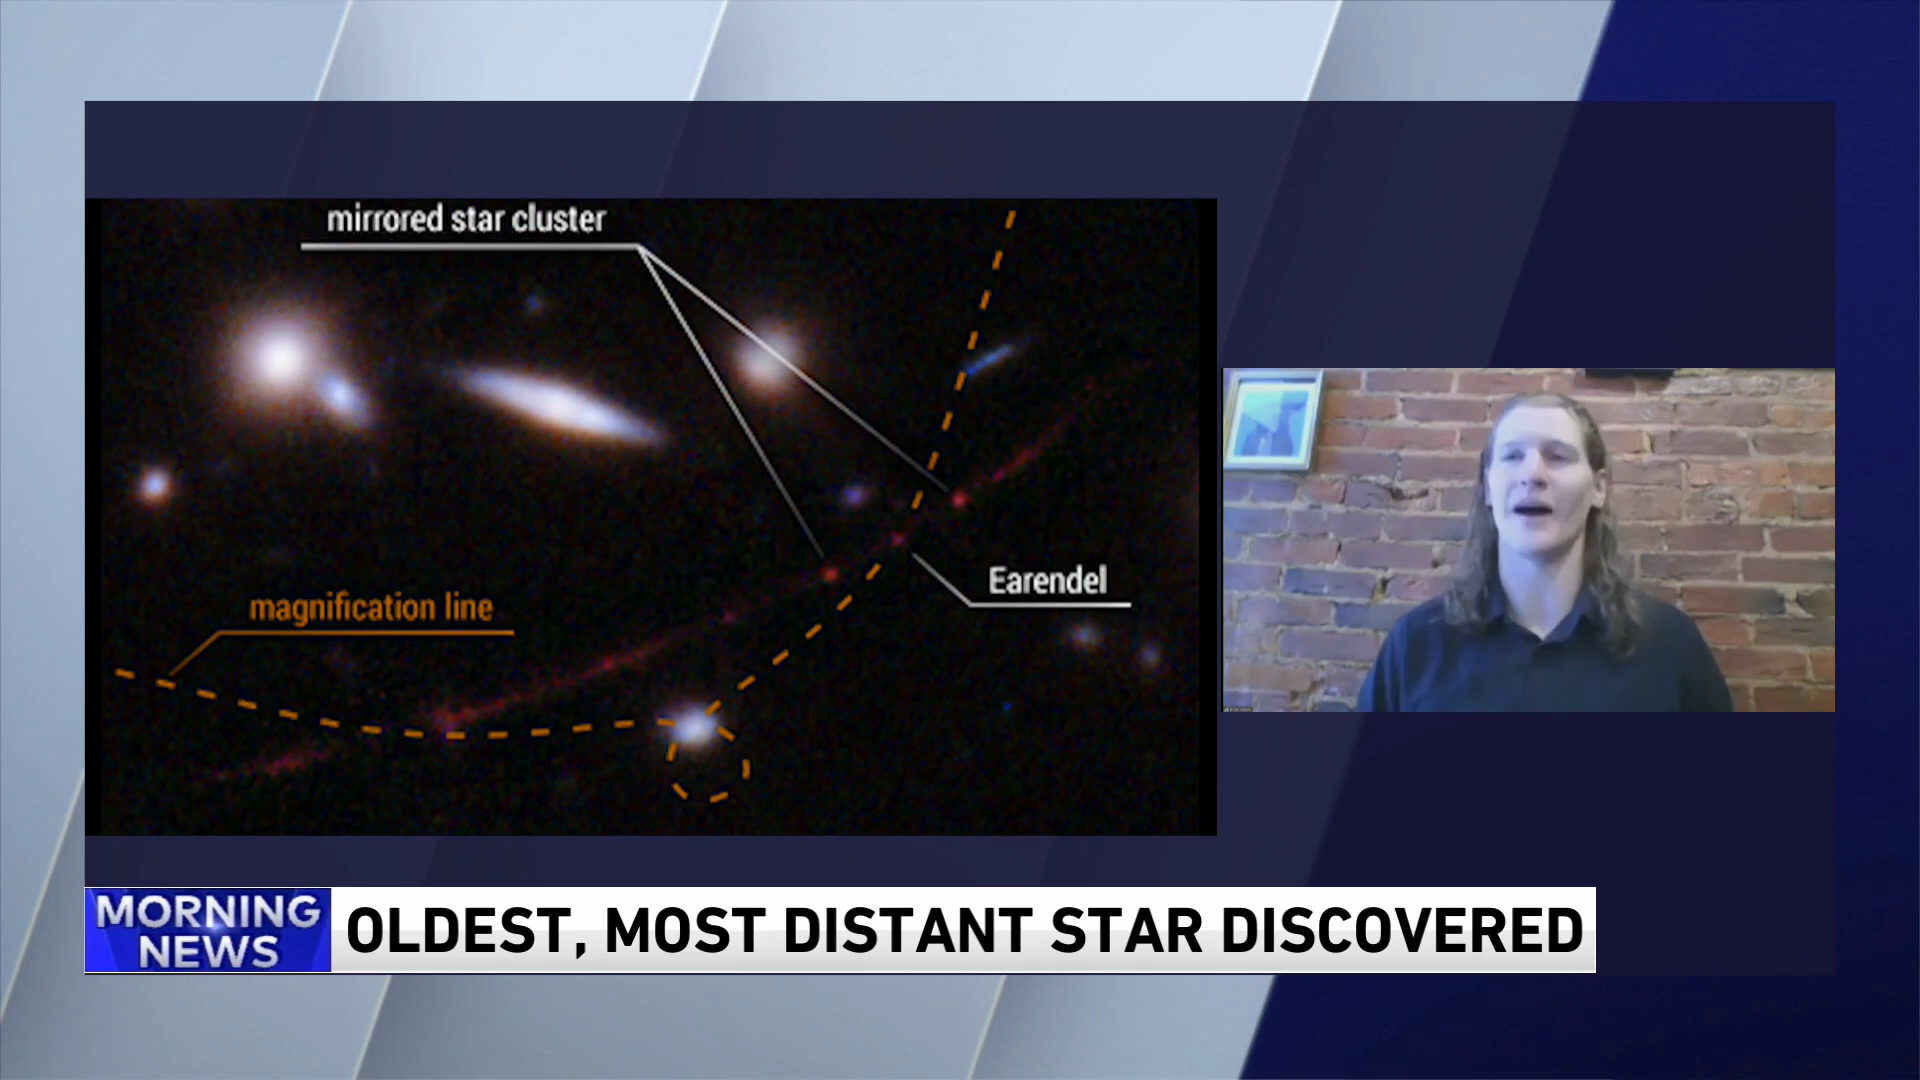 mirrored star cluster
Earendel
magnification line
MORNING
NEWS
OLDEST, MOST DISTANT STAR DISCOVERED